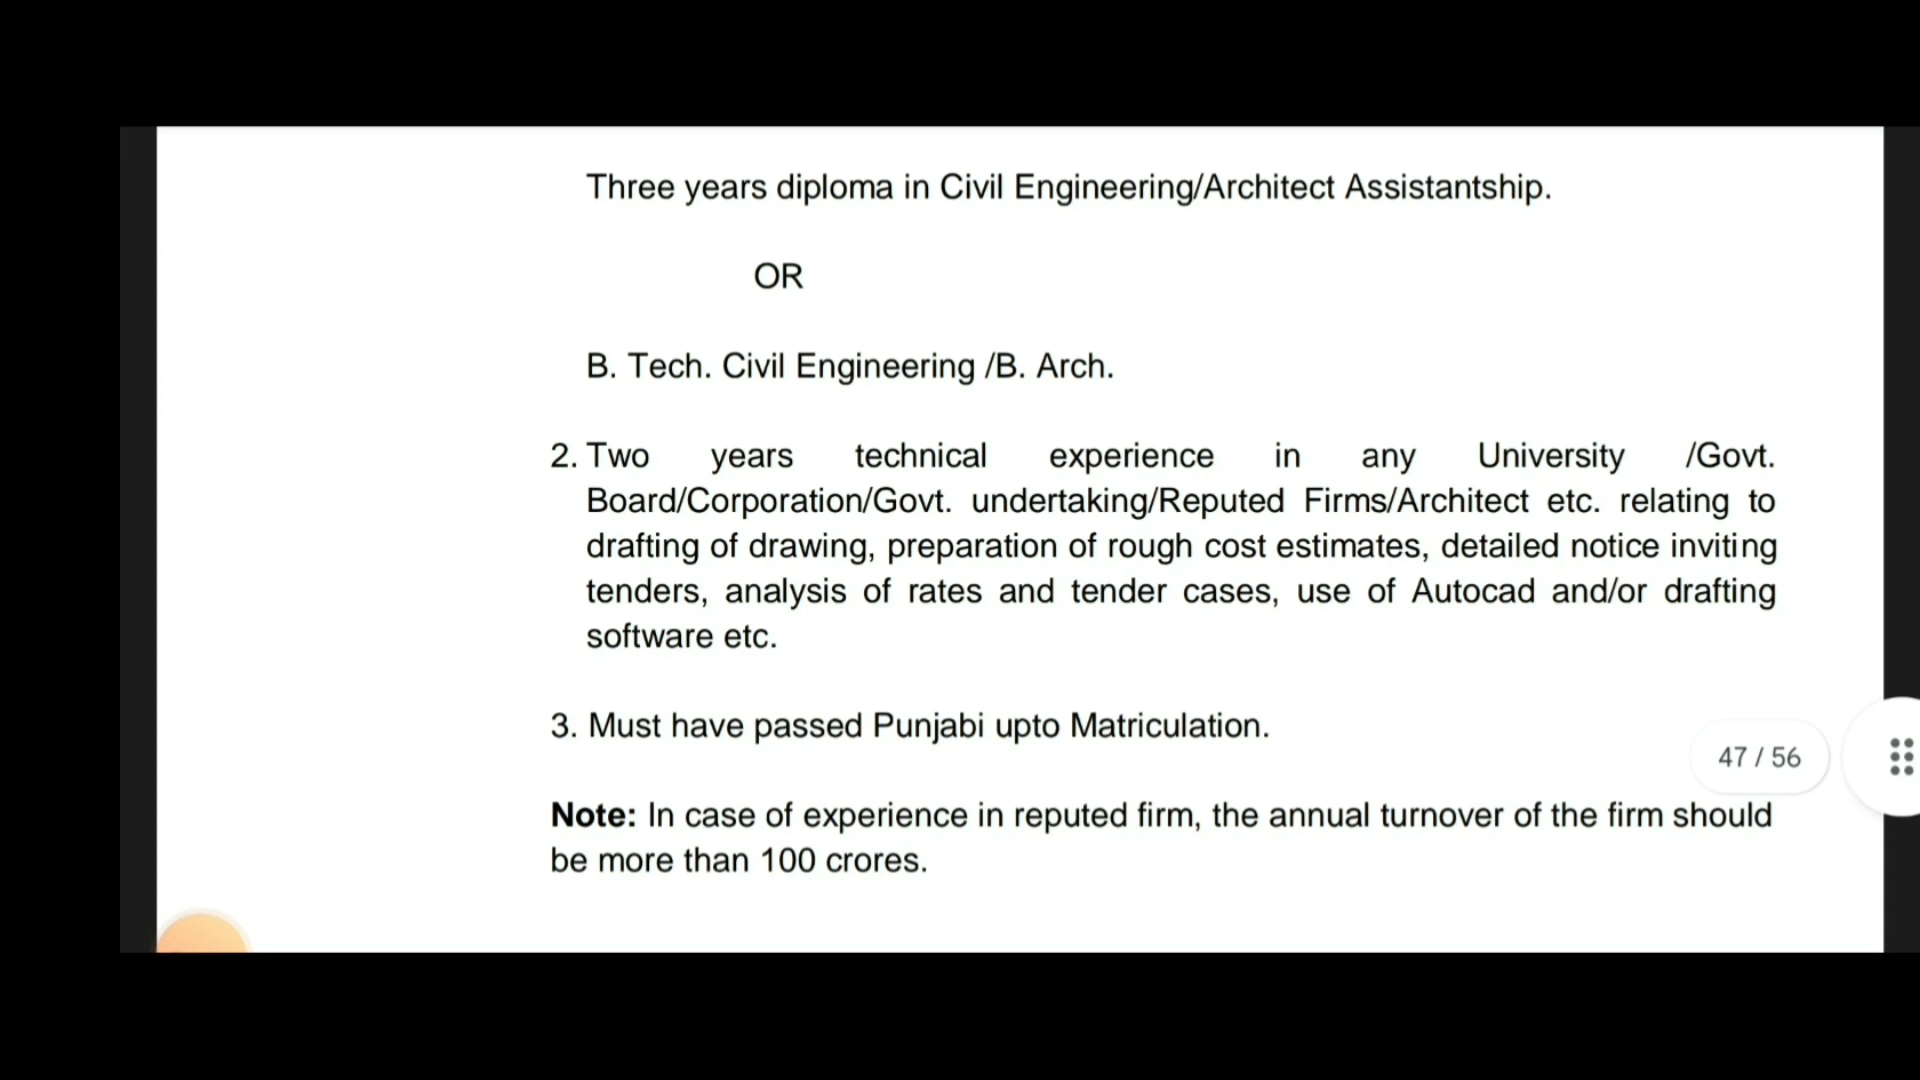 Three years diploma in Civil Engineering/Architect Assistantship.
OR
B. Tech. Civil Engineering /B. Arch.
2. Two years technical experience in any University /Govt.
Board/Corporation/Govt. undertaking/Reputed Firms/Architect etc. relating to
drafting of drawing, preparation of rough cost estimates, detailed notice inviting
tenders, analysis of rates and tender cases, use of Autocad and/or drafting
software etc.
3. Must have passed Punjabi upto Matriculation.
47 / 56
Note: In case of experience in reputed firm, the annual turnover of the firm should
be more than 100 crores.